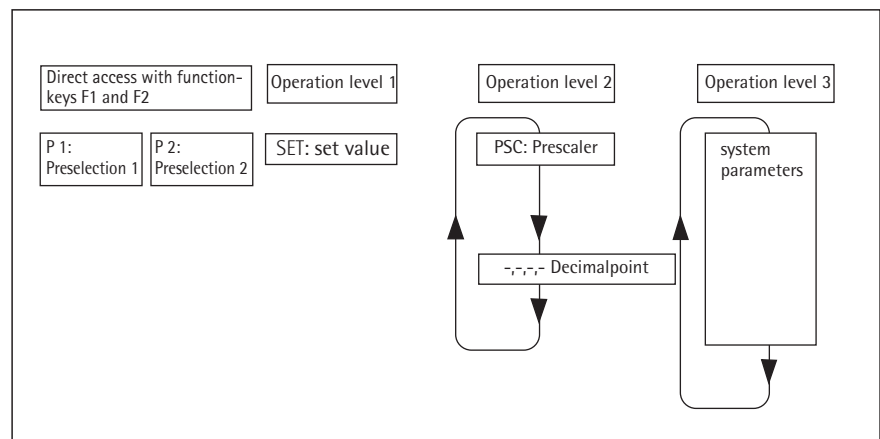 Direct access with function-
keys F1 and F2
Operation level 1
Operation level 2
Operation level 3
P 1:
Preselection 1
P 2:
Preselection 2
SET: set value
PSC: Prescaler
system
parameters
-,-,-,- Decimalpoint